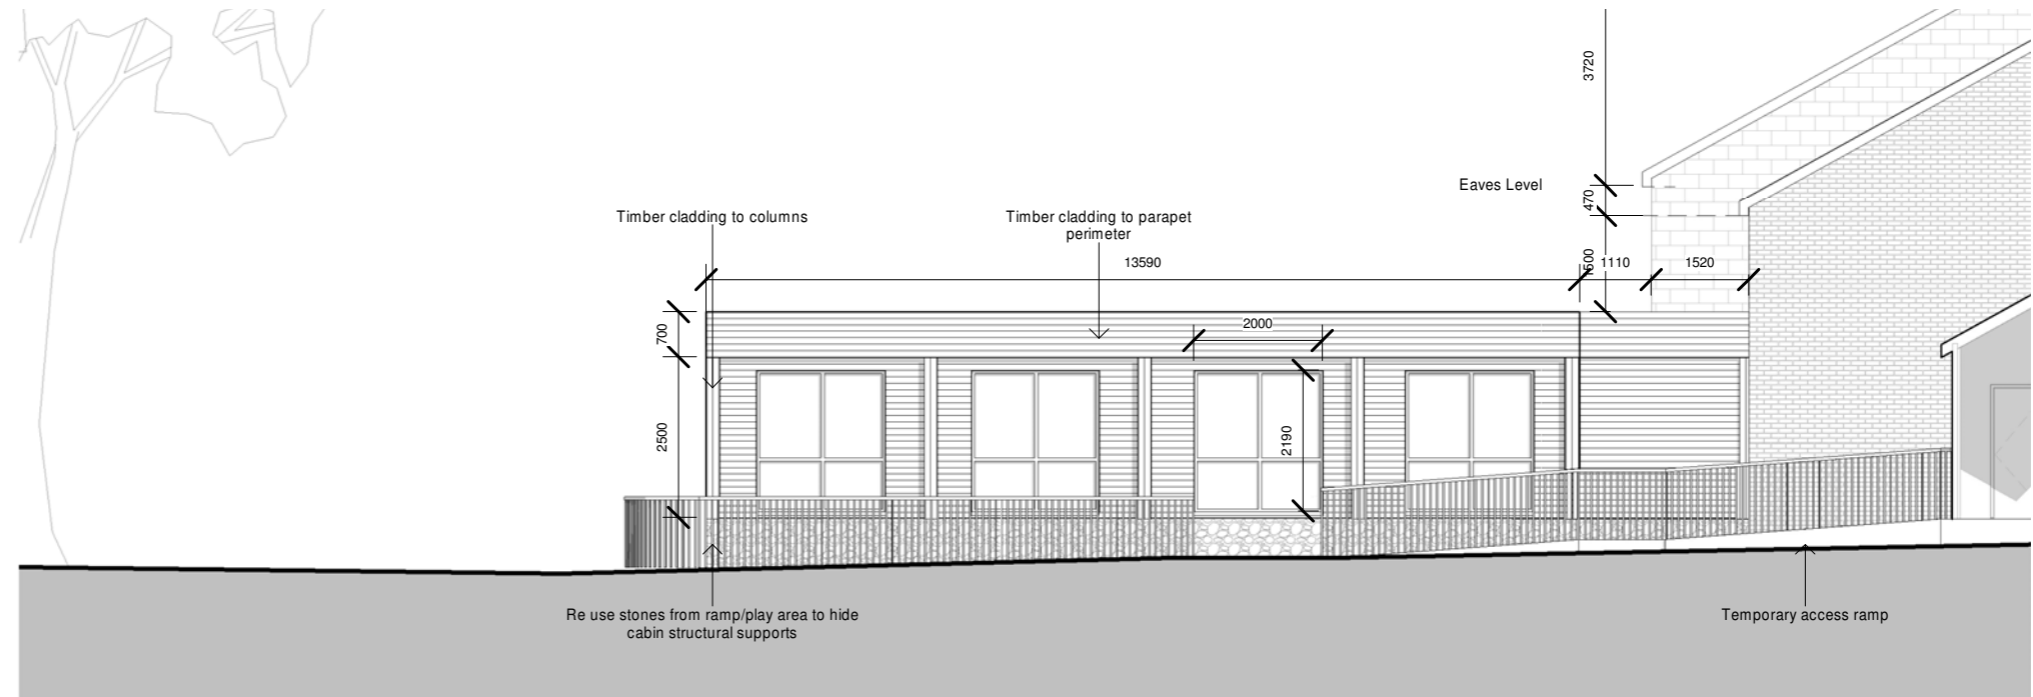 3720
Eaves Level
470
Timber cladding to columns
Timber cladding to parapet
perimeter
13590
1500
1110
1520
700
2000
2500
2190
Re use stones from ramp/play area to hide
cabin structural supports
Temporary access ramp